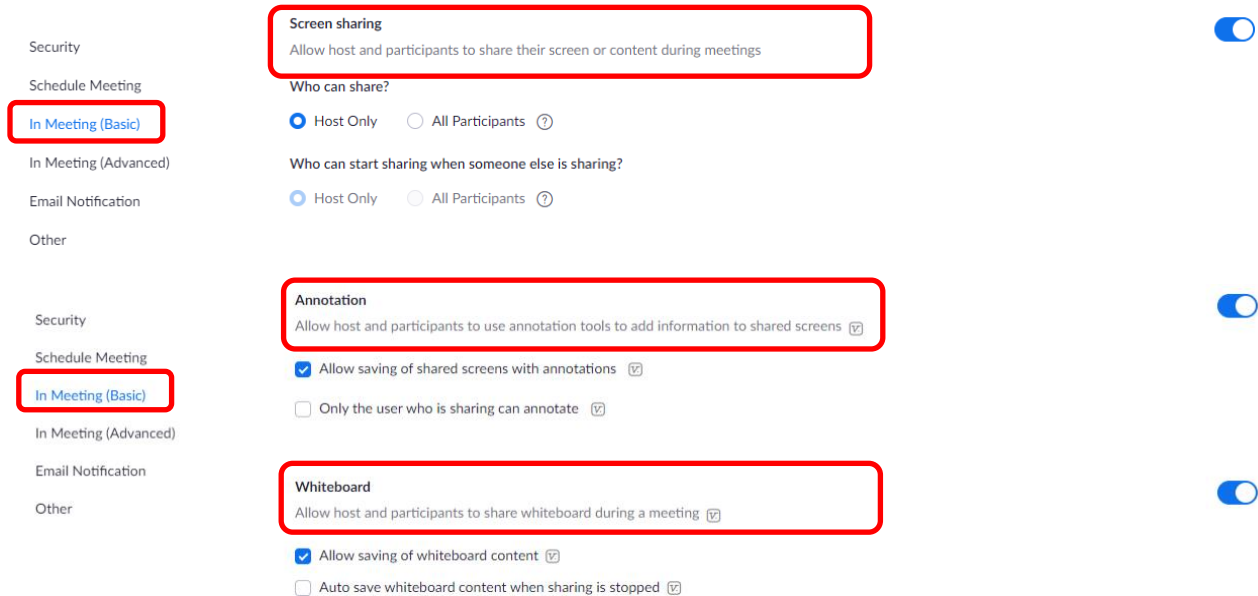 Security
Schedule Meeting
In Meeting (Basic)
In Meeting (Advanced)
Email Notification
Other
Screen sharing
Allow host and participants to share their screen or content during meetings
Who can share?
Host Only All Participants ?
Who can start sharing when someone else is sharing?
Host Only All Participants ?
Security
Schedule Meeting
In Meeting (Basic)
In Meeting (Advanced)
Email Notification
Other
Annotation
Allow host and participants to use annotation tools to add information to shared screens
Allow saving of shared screens with annotations
Only the user who is sharing can annotate
Whiteboard
Allow host and participants to share whiteboard during a meeting
Allow saving of whiteboard content
Auto save whiteboard content when sharing is stopped